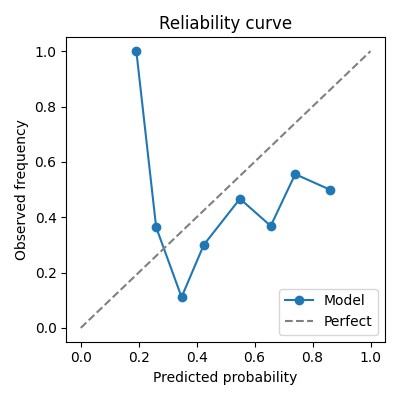 Reliability curve
Observed frequency
1.0
0.8
0.6
0.4
0.2
0.0
0.0 0.2 0.4 0.6 0.8 1.0
Predicted probability
Model
Perfect